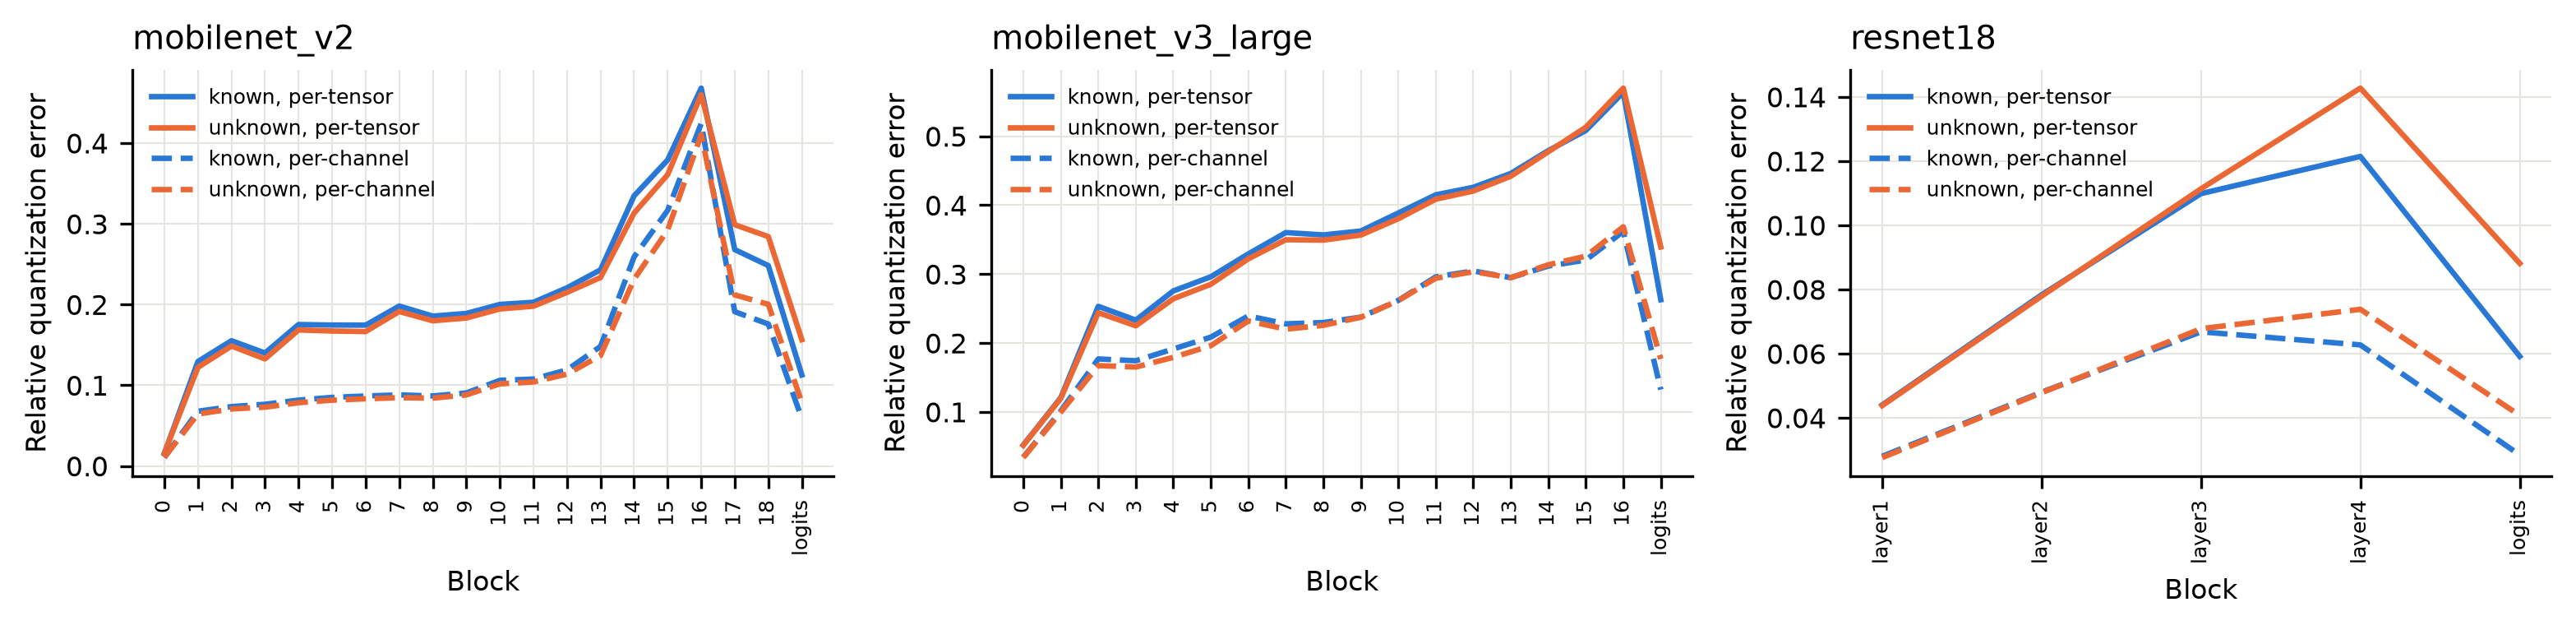 mobilenet_v2
Relative quantization error
0.4
0.3
0.2
0.1
0.0
known, per-tensor
unknown, per-tensor
known, per-channel
unknown, per-channel
0 1 2 3 4 5 6 7 8 9 10 11 12 13 14 15 16 17 18 logits
Block
mobilenet_v3_large
Relative quantization error
0.5
0.4
0.3
0.2
0.1
known, per-tensor
unknown, per-tensor
known, per-channel
unknown, per-channel
0 1 2 3 4 5 6 7 8 9 10 11 12 13 14 15 16 logits
Block
resnet18
Relative quantization error
0.14
0.12
0.10
0.08
0.06
0.04
known, per-tensor
unknown, per-tensor
known, per-channel
unknown, per-channel
layer1 layer2 layer3 layer4 logits
Block